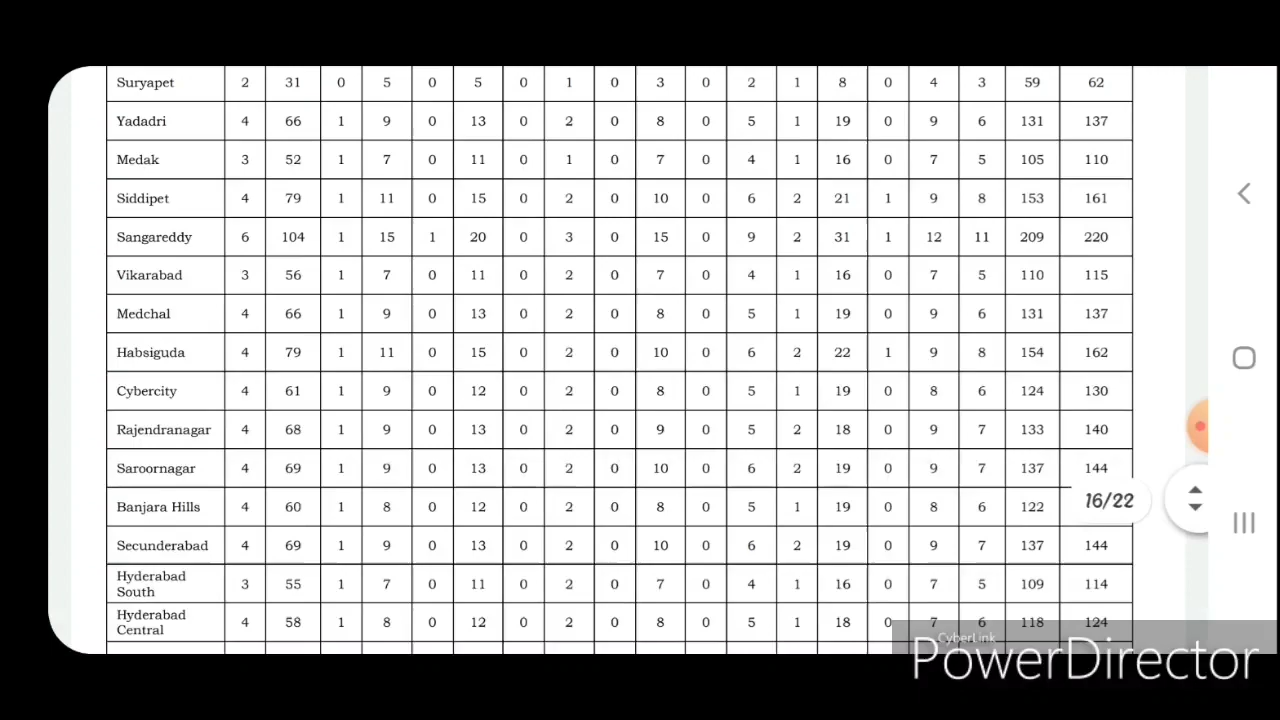 Suryapet 2 31 0 5 0 5 0 1 0 3 0 2 1 8 0 4 3 59 62
Yadadri 4 66 1 9 0 13 0 2 0 8 0 5 1 19 0 9 6 131 137
Medak 3 52 1 7 0 11 0 1 0 7 0 4 1 16 0 7 5 105 110
Siddipet 4 79 1 11 0 15 0 2 0 10 0 6 2 21 1 9 8 153 161
Sangareddy 6 104 1 15 1 20 0 3 0 15 0 9 2 31 1 12 11 209 220
Vikarabad 3 56 1 7 0 11 0 2 0 7 0 4 1 16 0 7 5 110 115
Medchal 4 66 1 9 0 13 0 2 0 8 0 5 1 19 0 9 6 131 137
Habsiguda 4 79 1 11 0 15 0 2 0 10 0 6 2 22 1 9 8 154 162
Cybercity 4 61 1 9 0 12 0 2 0 8 0 5 1 19 0 8 6 124 130
Rajendranagar 4 68 1 9 0 13 0 2 0 9 0 5 2 18 0 9 7 133 140
Saroornagar 4 69 1 9 0 13 0 2 0 10 0 6 2 19 0 9 7 137 144
Banjara Hills 4 60 1 8 0 12 0 2 0 8 0 5 1 19 0 8 6 122
16/22
Secunderabad 4 69 1 9 0 13 0 2 0 10 0 6 2 19 0 9 7 137 144
Hyderabad
South 3 55 1 7 0 11 0 2 0 7 0 4 1 16 0 7 5 109 114
Hyderabad
Central 4 58 1 8 0 12 0 2 0 8 0 5 1 18 0 7 6 118 124
CyberLink
PowerDirector